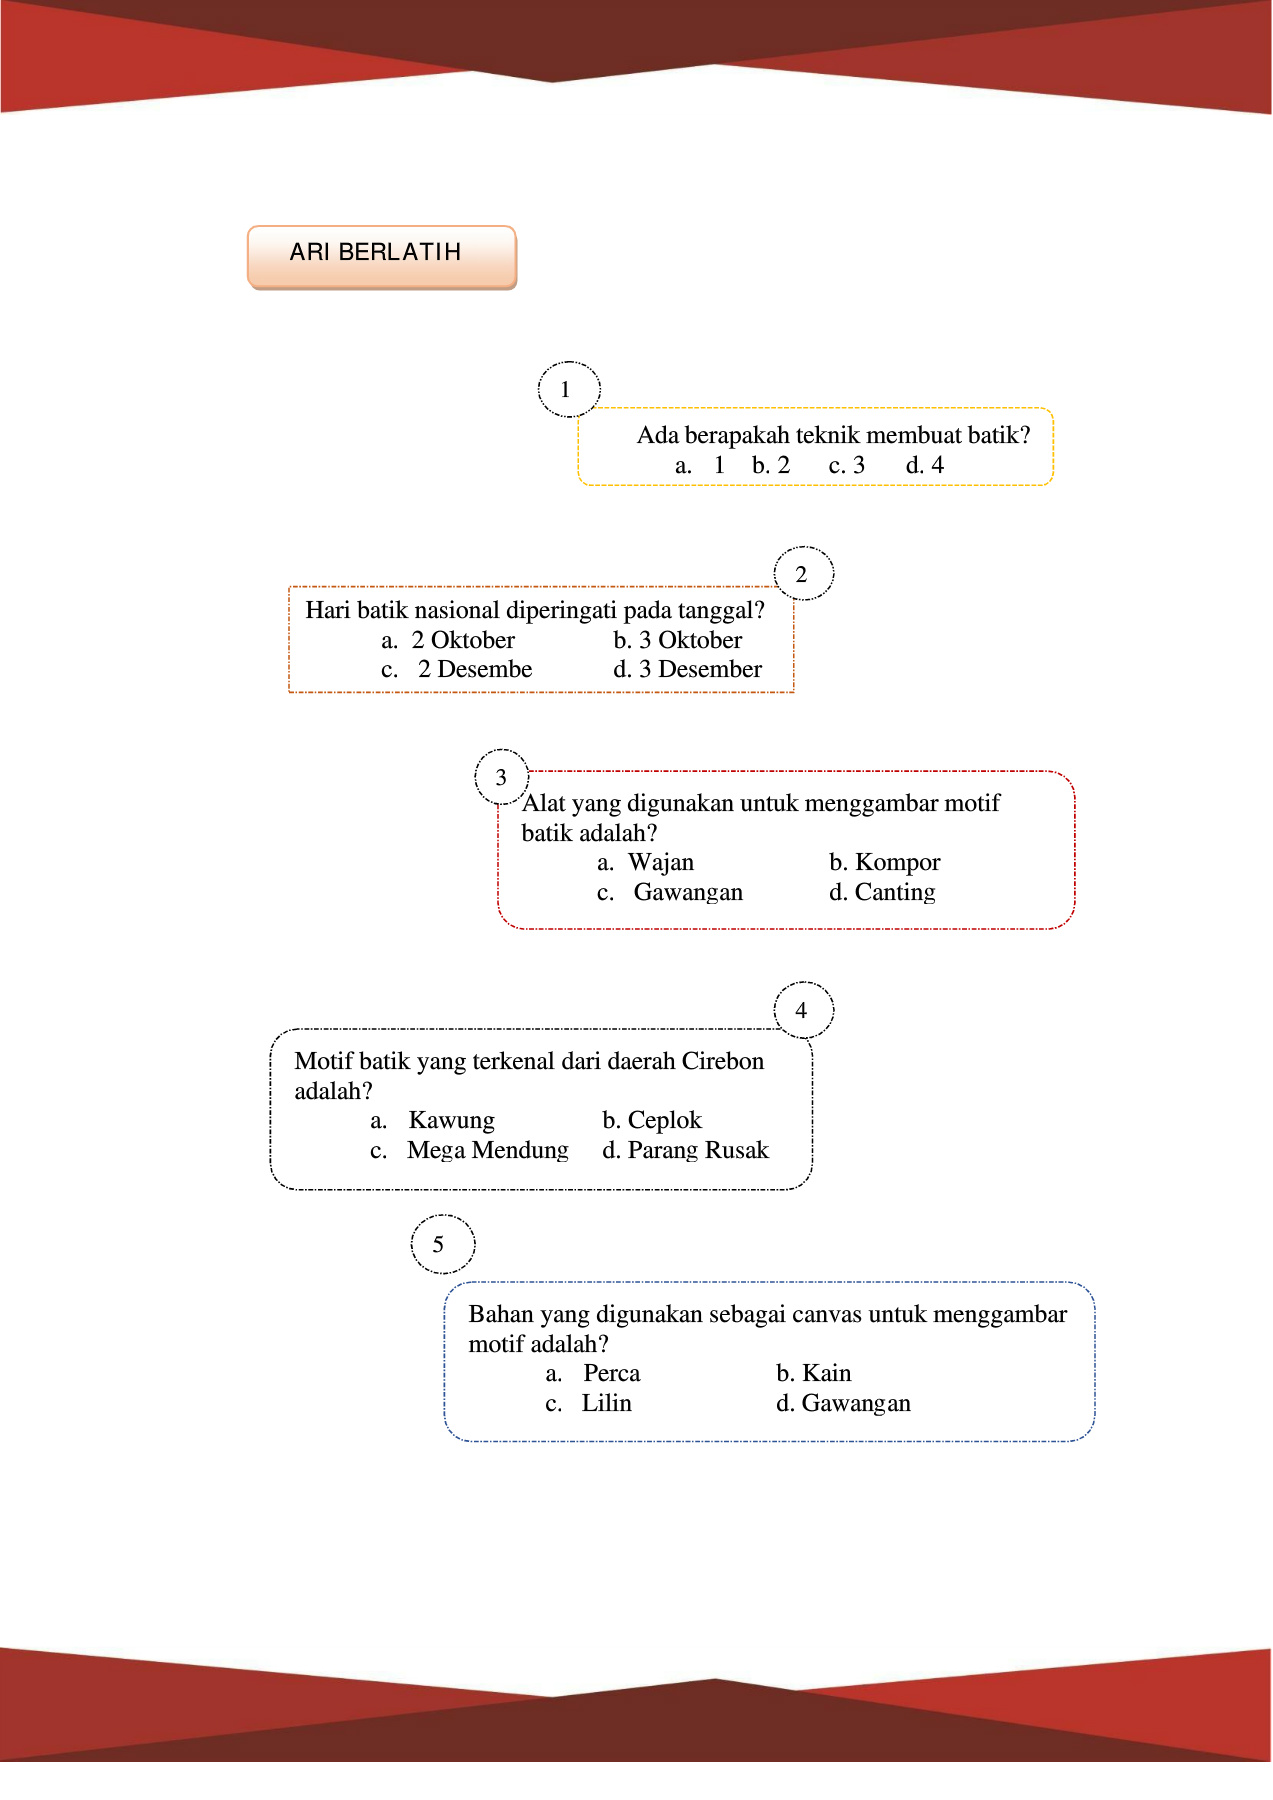 ARI BERLATIH
1
Ada berapakah teknik membuat batik?
a. 1 b. 2 c. 3 d. 4
2
Hari batik nasional diperingati pada tanggal?
a. 2 Oktober b. 3 Oktober
c. 2 Desembe d. 3 Desember
3
Alat yang digunakan untuk menggambar motif
batik adalah?
a. Wajan b. Kompor
c. Gawangan d. Canting
4
Motif batik yang terkenal dari daerah Cirebon
adalah?
a. Kawung b. Ceplok
c. Mega Mendung d. Parang Rusak
5
Bahan yang digunakan sebagai canvas untuk menggambar
motif adalah?
a. Perca b. Kain
c. Lilin d. Gawangan